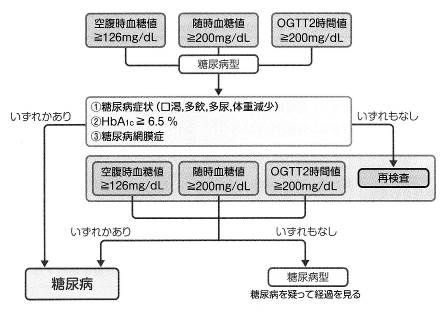 空腹時血糖値
≧126mg/dL
随時血糖値
≧200mg/dL
OGTT2時間値
≧200mg/dL
糖尿病型
①糖尿病症状(口渇,多飲,多尿,体重減少)
②HbA1c≧6.5 %
③糖尿病網膜症
いずれかあり
いずれもなし
空腹時血糖値
≧126mg/dL
随時血糖値
≧200mg/dL
OGTT2時間値
≧200mg/dL
再検査
いずれかあり
いずれもなし
糖尿病
糖尿病型
糖尿病を疑って経過を見る